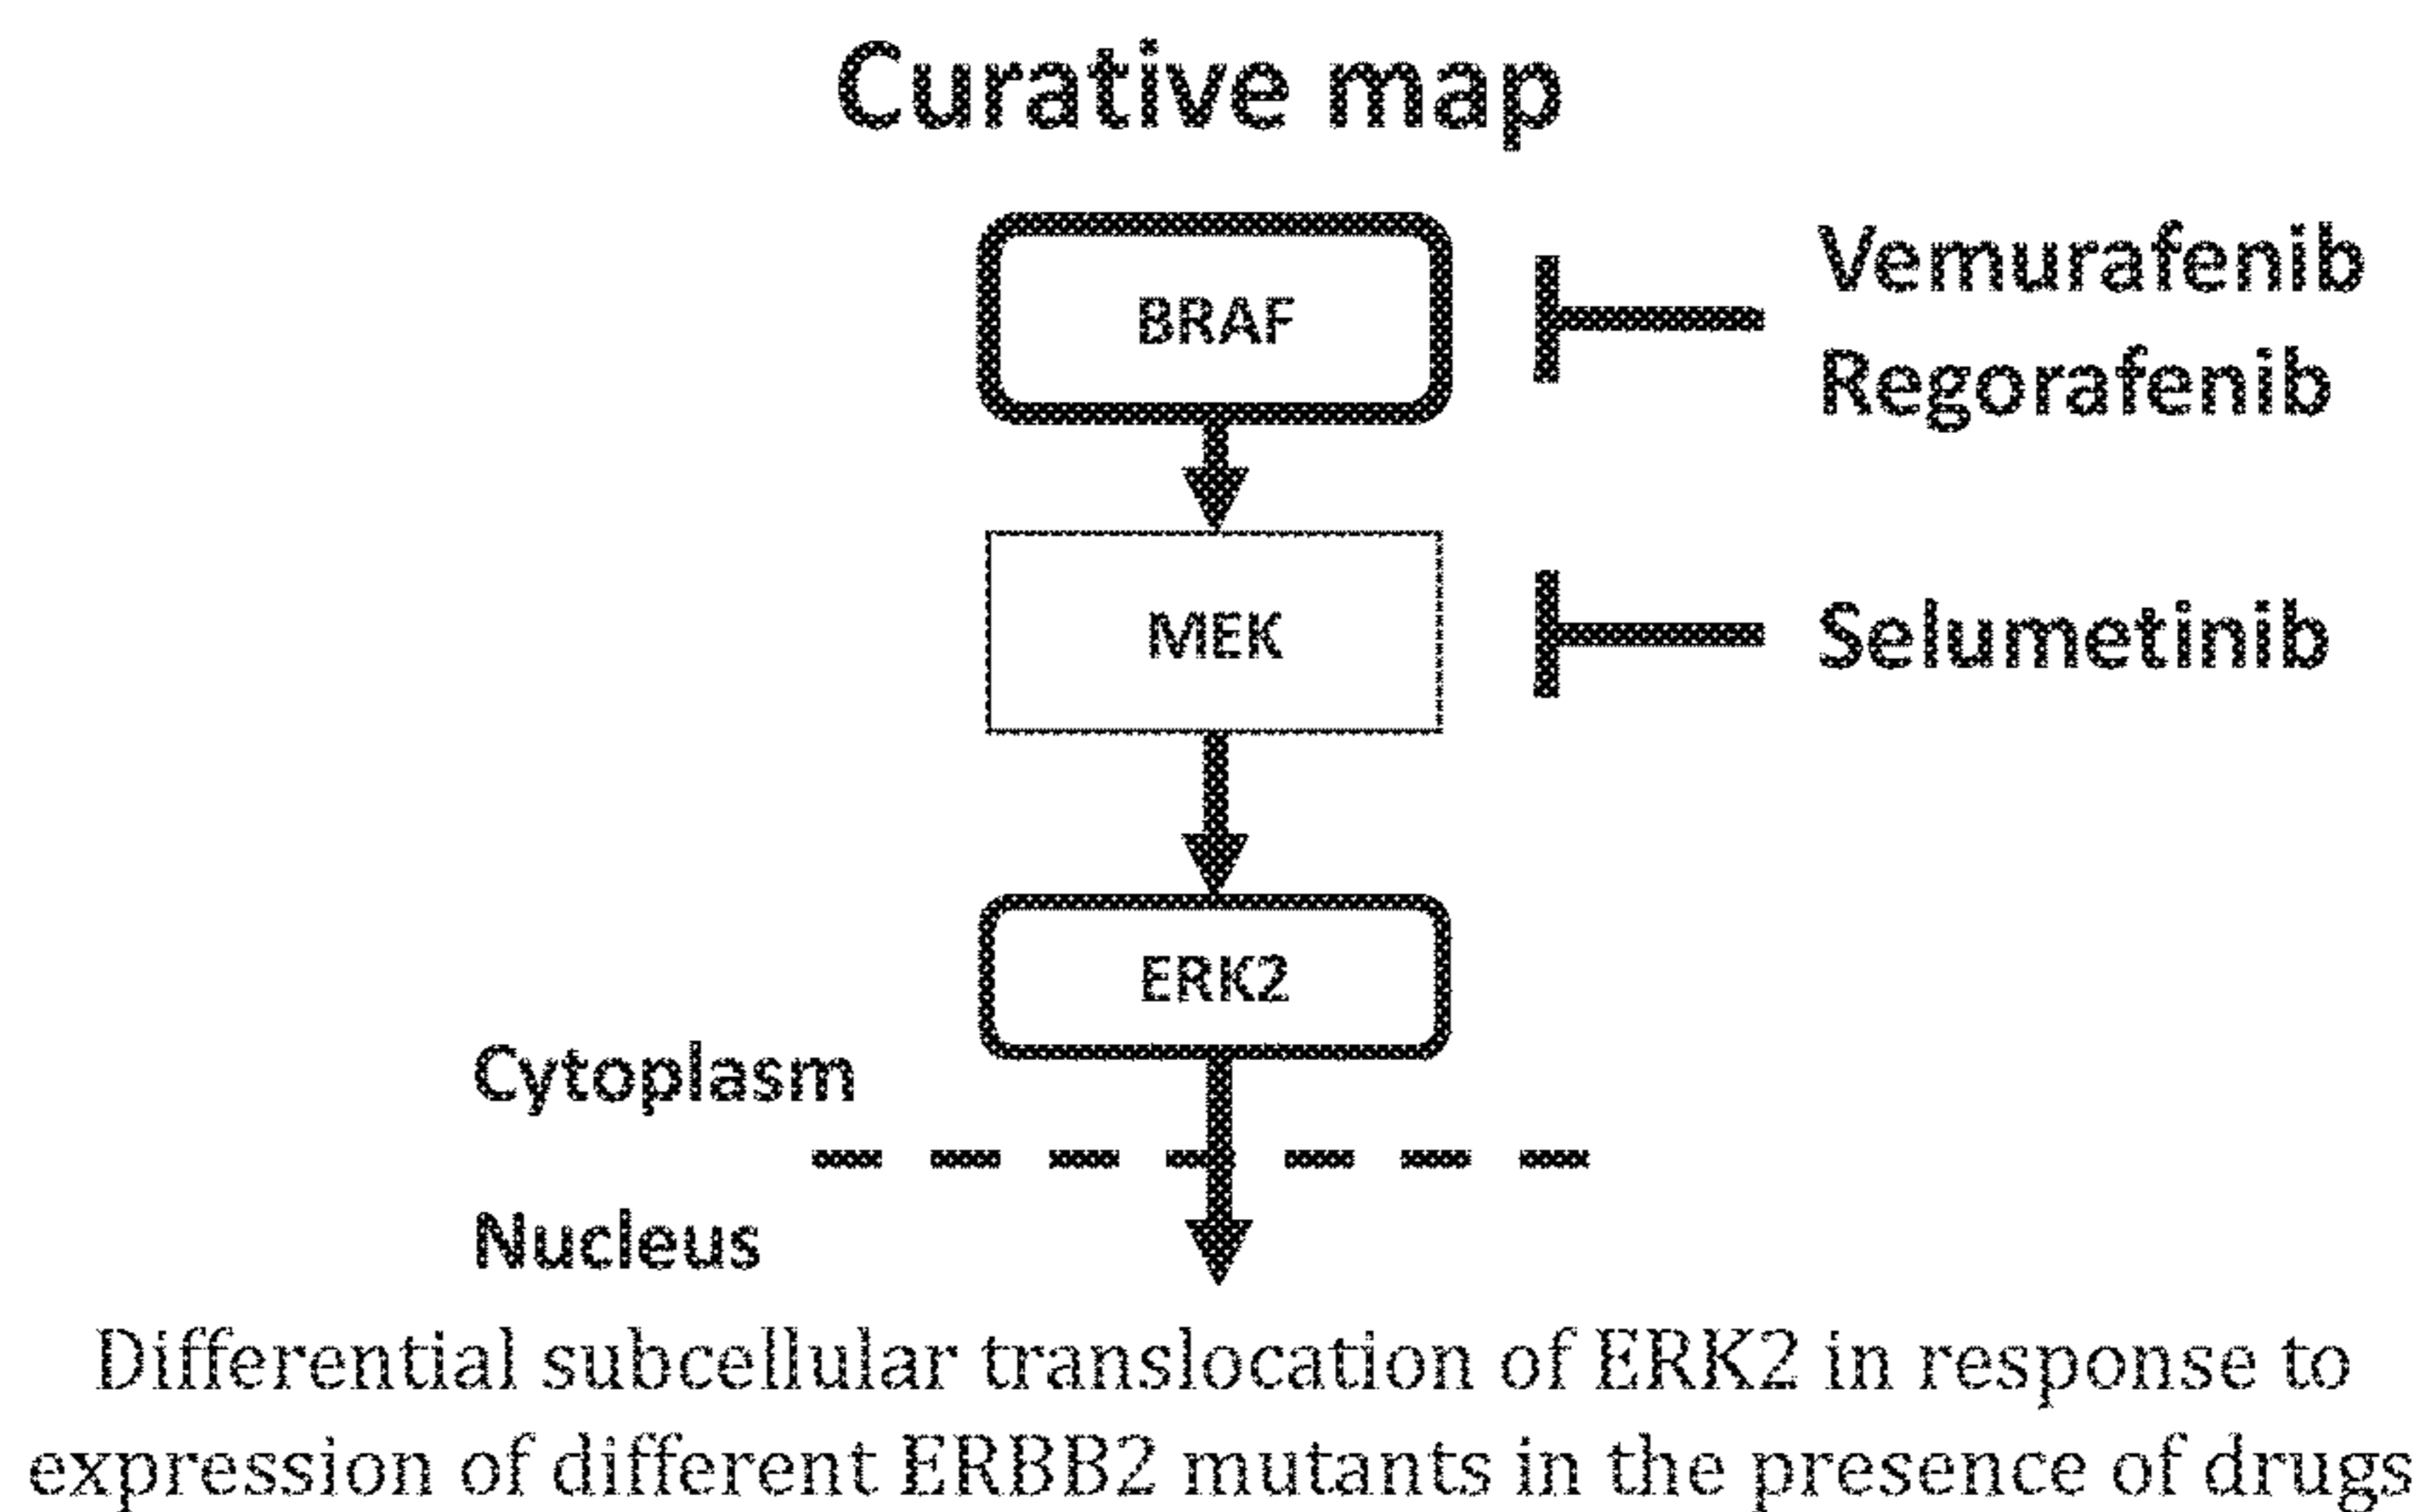 Curative map
BRAF
Vemurafenib
Regorafenib
MEK
Selumetinib
ERK2
Cytoplasm
Nucleus
Differential subcellular translocation of ERK2 in response to
expression of different ERBB2 mutants in the presence of drugs